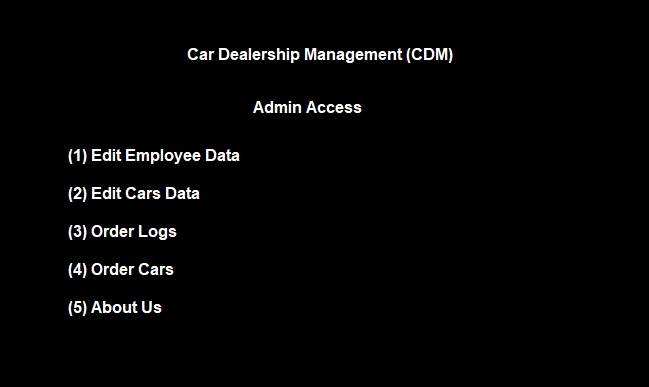 Car Dealership Management (CDM)
Admin Access
(1) Edit Employee Data
(2) Edit Cars Data
(3) Order Logs
(4) Order Cars
(5) About Us